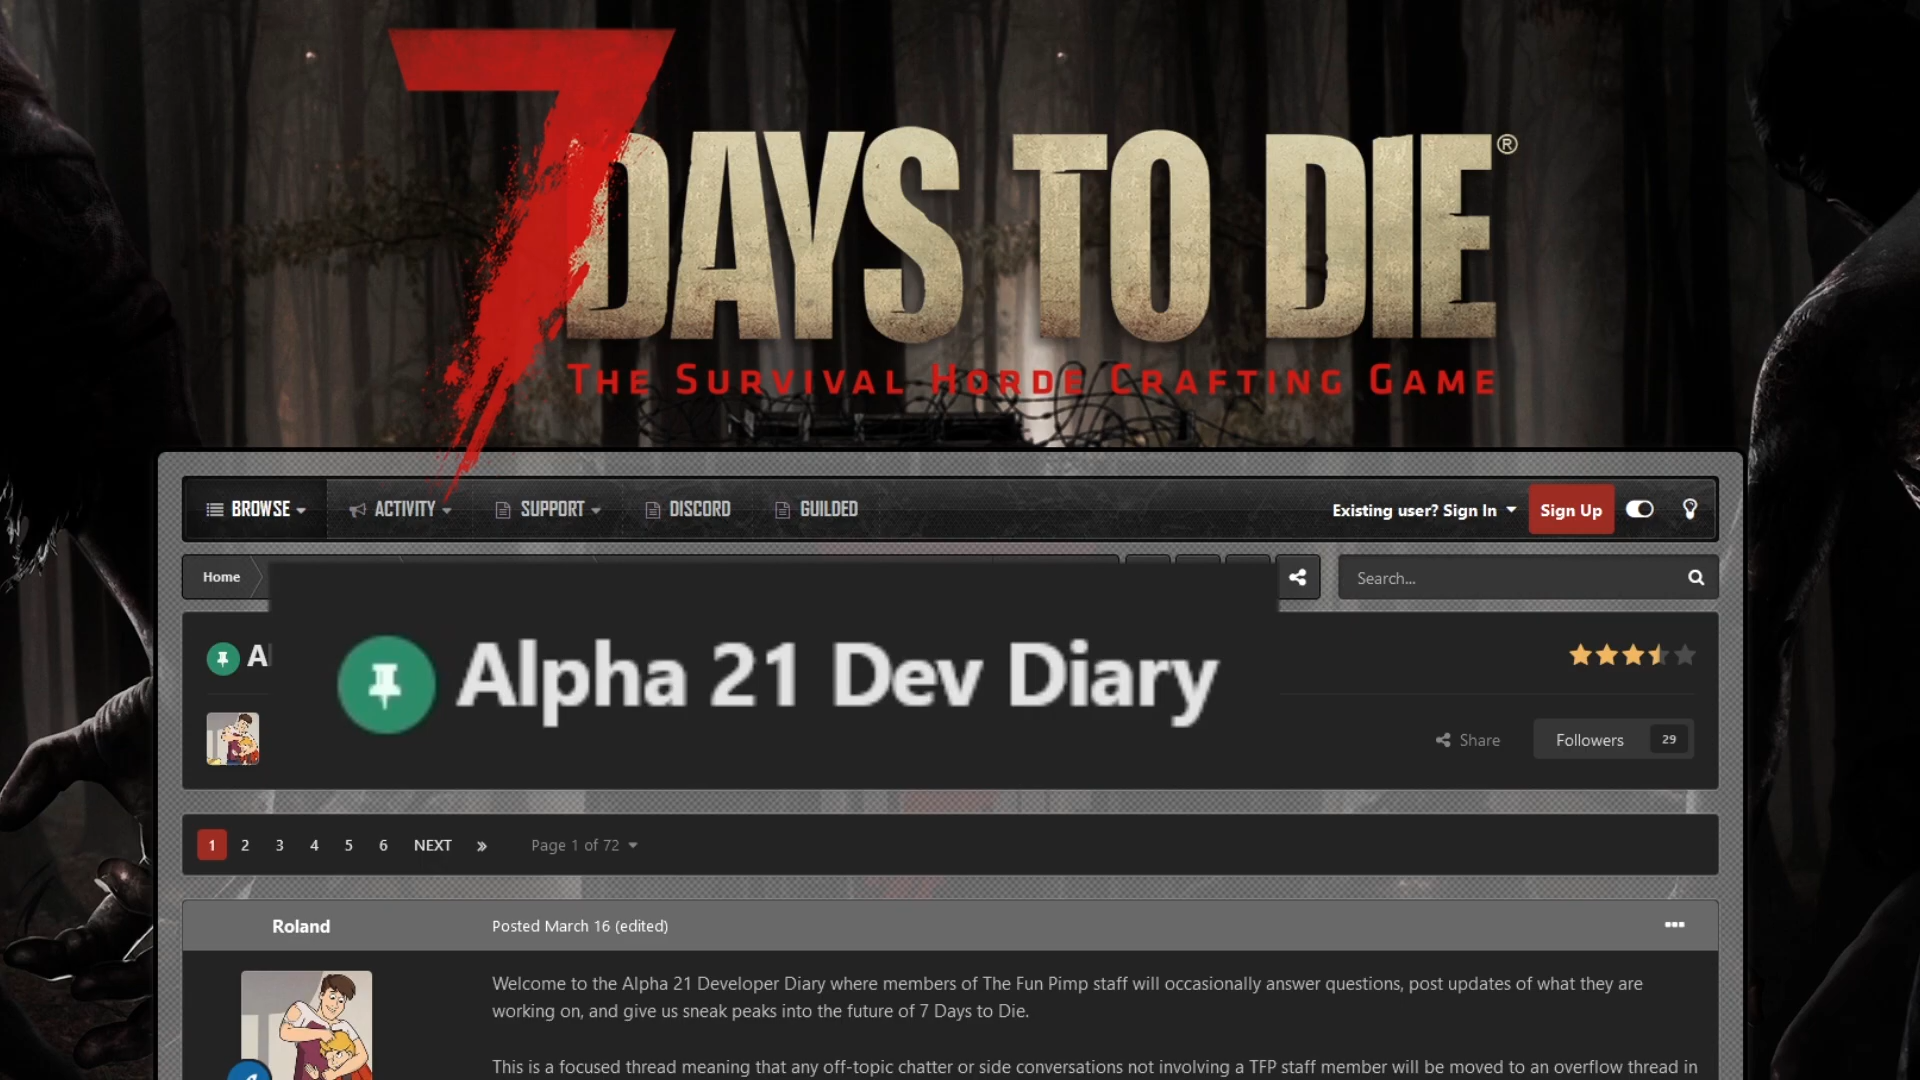 7 DAYS TO DIE®
THE SURVIVAL HORDE CRAFTING GAME
BROWSE ACTIVITY SUPPORT DISCORD GUILDED Existing user? Sign In Sign Up
Home Search...
Al
Alpha 21 Dev Diary
Share Followers 29
1 2 3 4 5 6 NEXT » Page 1 of 72
Roland Posted March 16 (edited)
Welcome to the Alpha 21 Developer Diary where members of The Fun Pimp staff will occasionally answer questions, post updates of what they are
working on, and give us sneak peaks into the future of 7 Days to Die.
This is a focused thread meaning that any off-topic chatter or side conversations not involving a TFP staff member will be moved to an overflow thread in